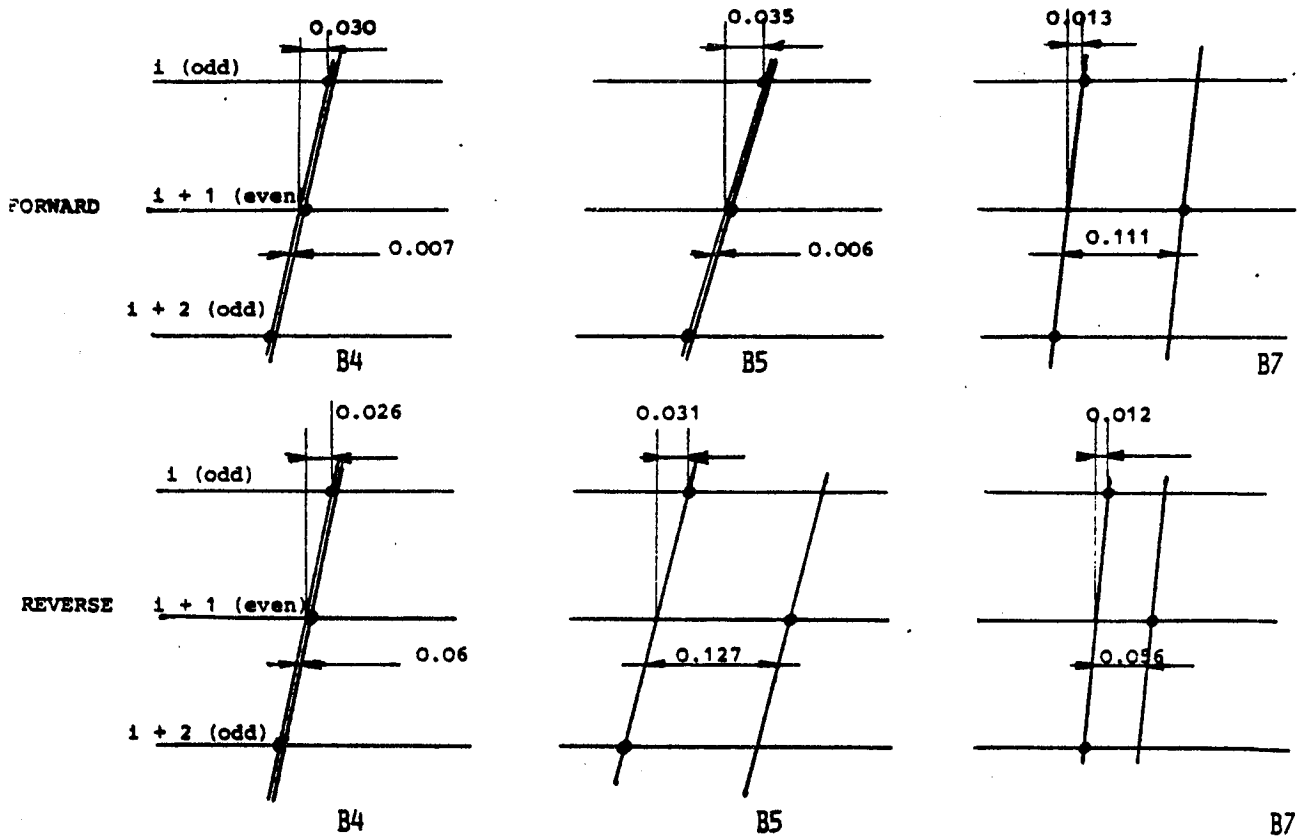 0.030 0.035 0.013
i (odd)
FORWARD i + 1 (even)
0.007 0.006 0.111
i + 2 (odd)
B4 B5 B7
0.026 0.031 0.012
i (odd)
REVERSE i + 1 (even)
0.06 0.127 0.056
i + 2 (odd)
B4 B5 B7